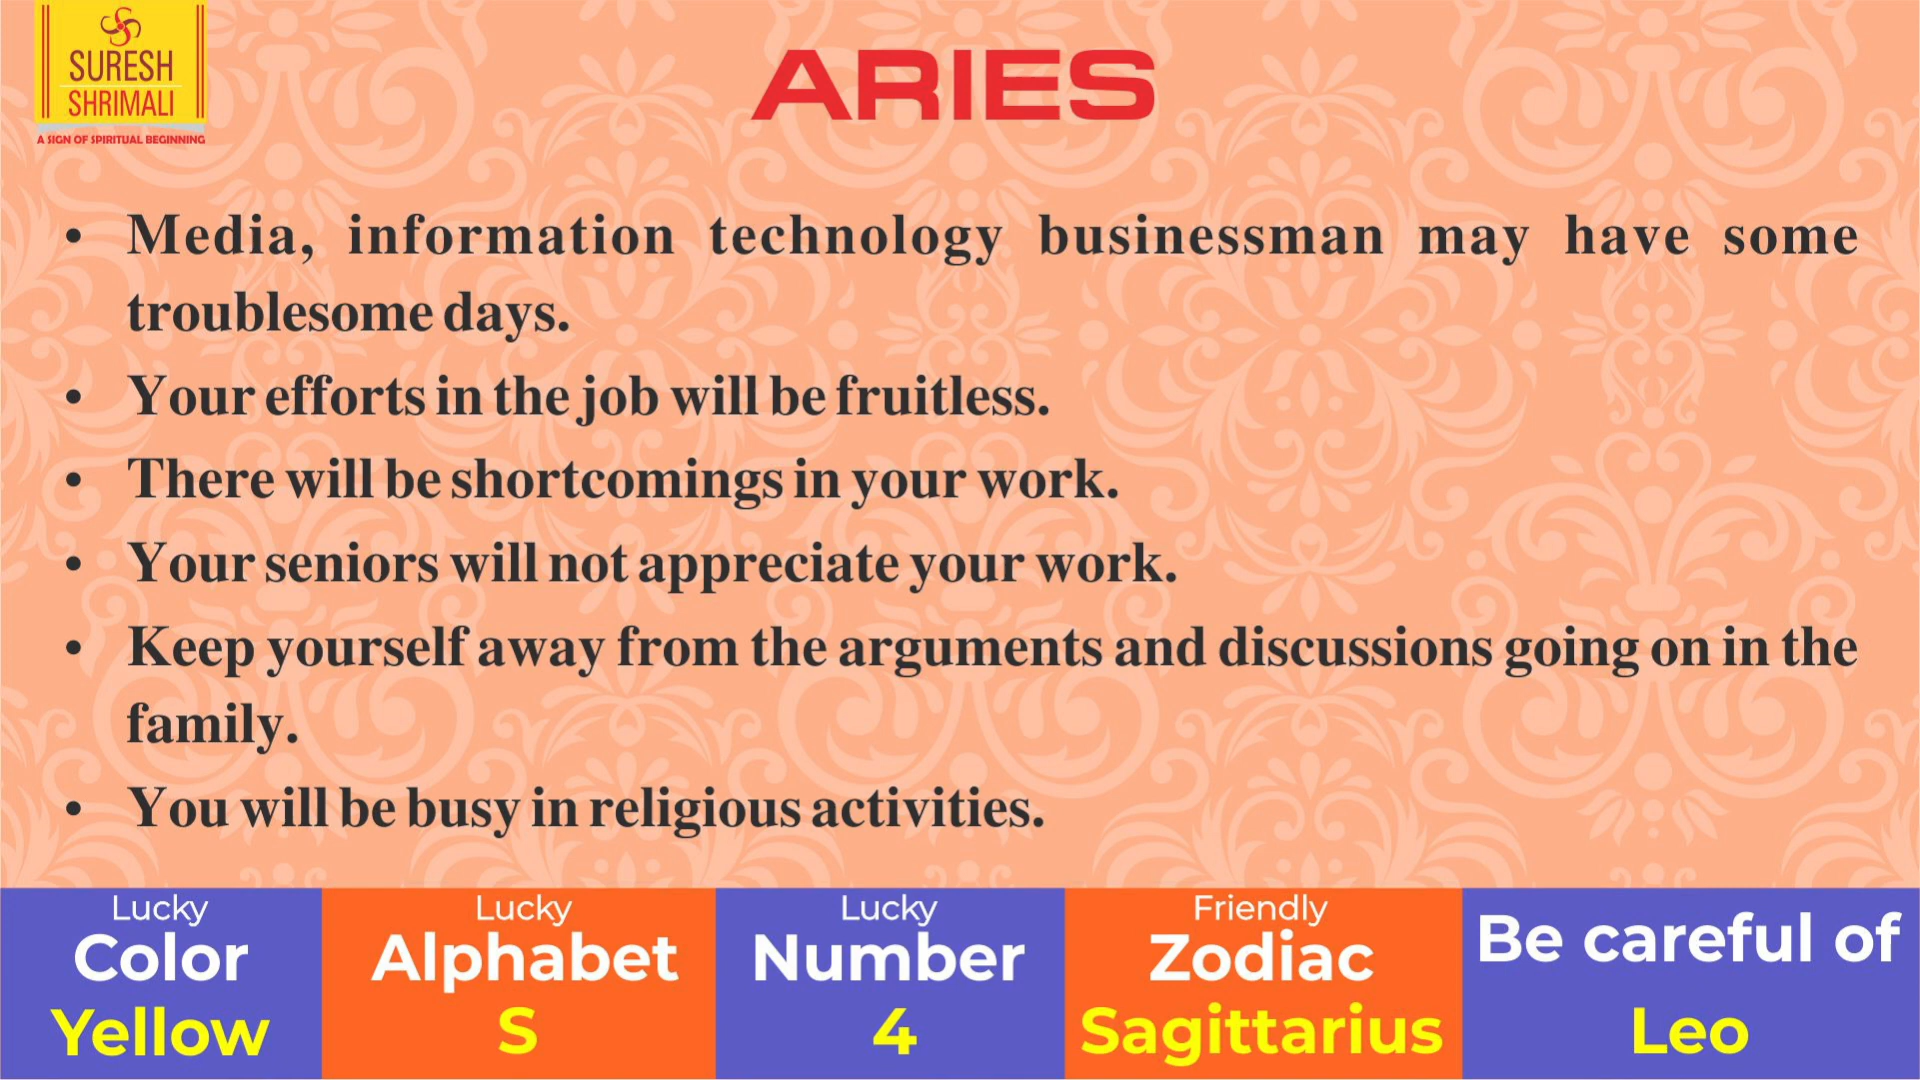 SURESH
SHRIMALI
A SIGN OF SPIRITUAL BEGINNING
ARIES
• Media, information technology businessman may have some
troublesome days.
• Your efforts in the job will be fruitless.
• There will be shortcomings in your work.
• Your seniors will not appreciate your work.
• Keep yourself away from the arguments and discussions going on in the
family.
• You will be busy in religious activities.
Lucky
Color
Yellow
Lucky
Alphabet
S
Lucky
Number
4
Friendly
Zodiac
Sagittarius
Be careful of
Leo